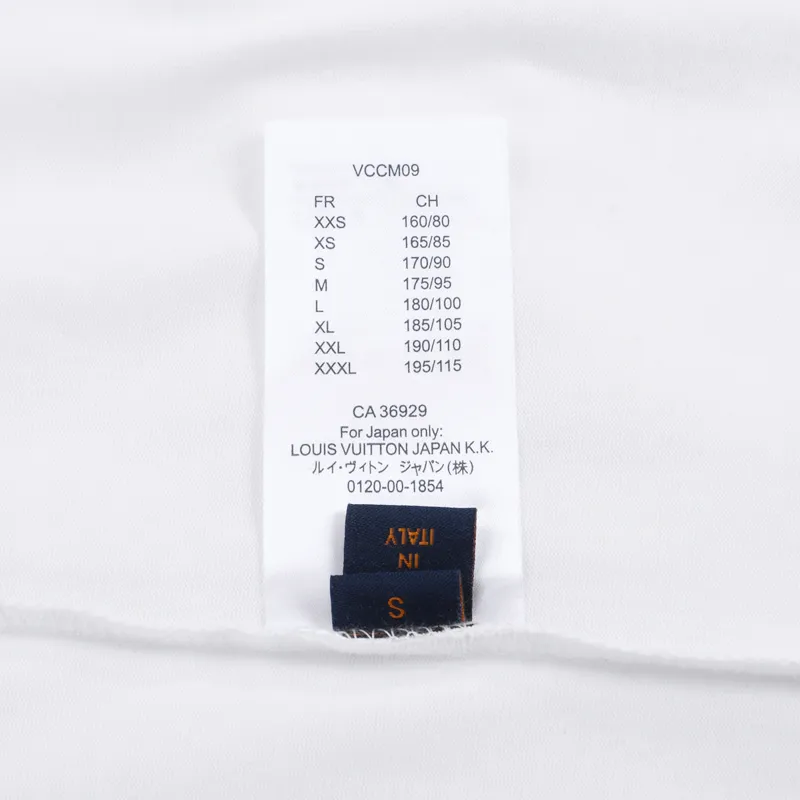 VCCM09
FR CH
XXS 160/80
XS 165/85
S 170/90
M 175/95
L 180/100
XL 185/105
XXL 190/110
XXXL 195/115
CA 36929
For Japan only:
LOUIS VUITTON JAPAN K.K.
ルイ・ヴィトン ジャパン(株)
0120-00-1854
IN
ITALY
S